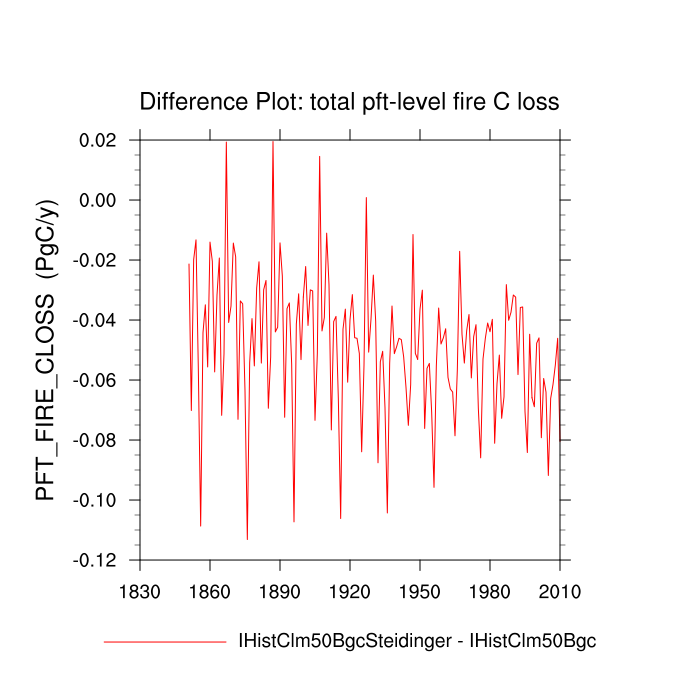 Difference Plot: total pft-level fire C loss
PFT_FIRE_CLOSS (PgC/y)
0.02
0.00
-0.02
-0.04
-0.06
-0.08
-0.10
-0.12
1830 1860 1890 1920 1950 1980 2010
IHistClm50BgcSteidinger - IHistClm50Bgc